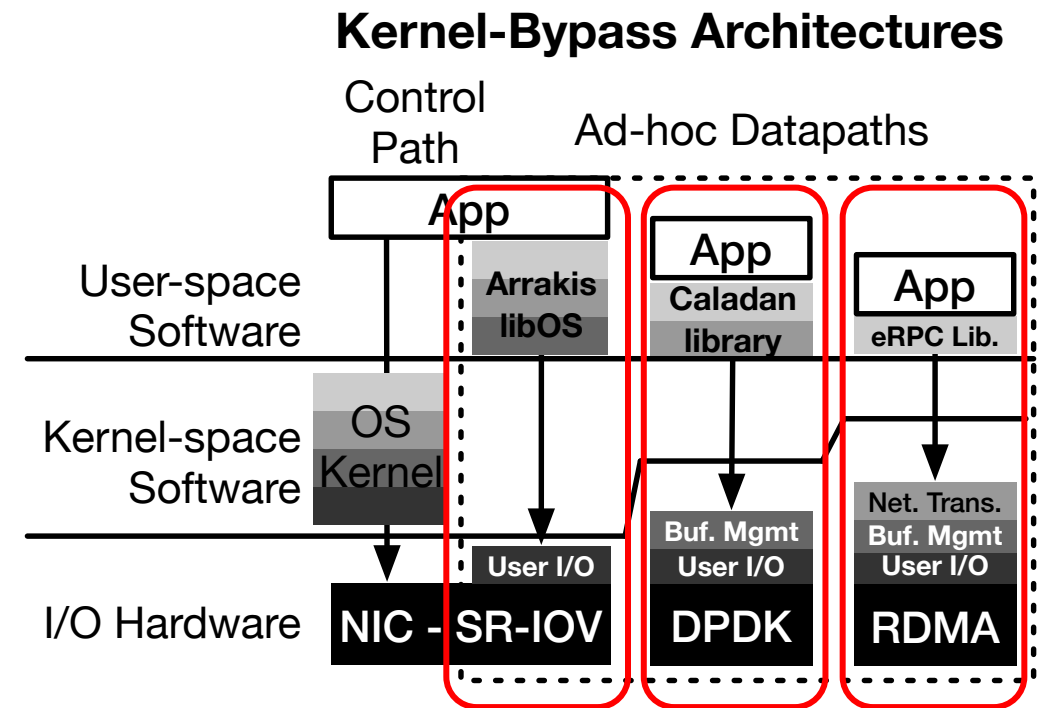 Kernel-Bypass Architectures
Control
Path
Ad-hoc Datapaths
App
App
App
User-space
Software
Arrakis
libOS
Caladan
library
eRPC Lib.
Kernel-space
Software
OS
Kernel
Net. Trans.
Buf. Mgmt
Buf. Mgmt
User I/O
User I/O
User I/O
I/O Hardware
NIC - SR-IOV
DPDK
RDMA